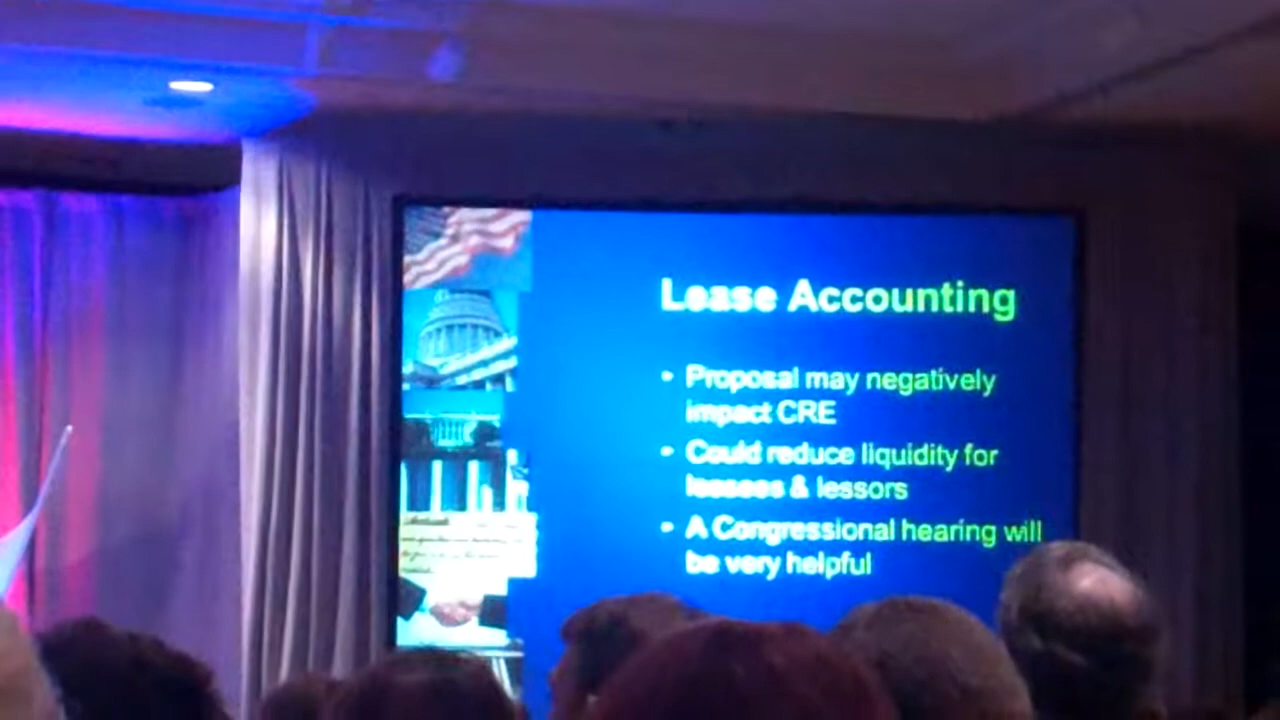 Lease Accounting
• Proposal may negatively
impact CRE
• Could reduce liquidity for
lessees & lessors
• A Congressional hearing will
be very helpful